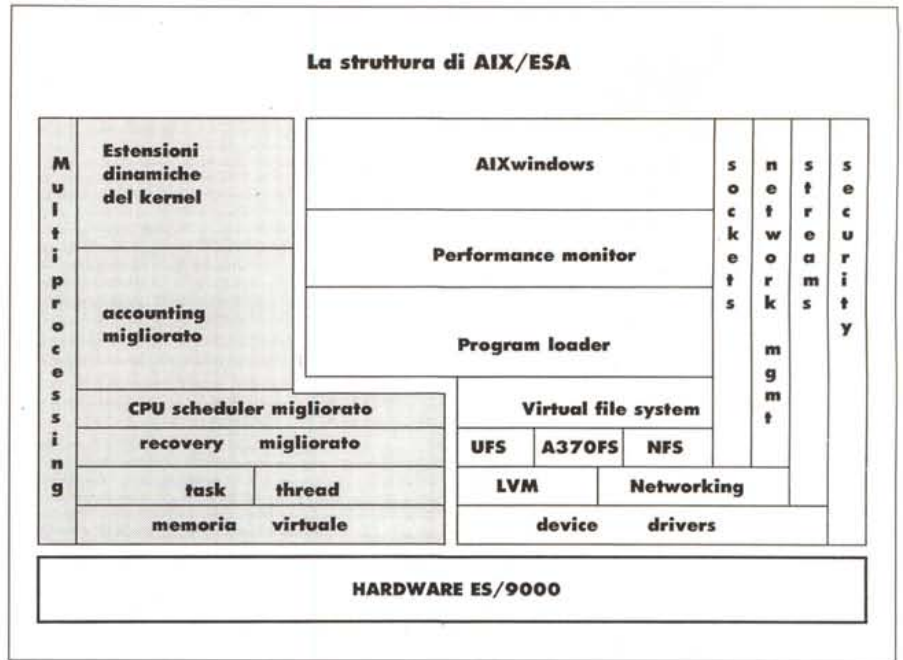 La struttura di AIX/ESA
Multiprocessing
Estensioni
dinamiche
del kernel
accounting
migliorato
CPU scheduler migliorato
recovery migliorato
task thread
memoria virtuale
AIXwindows
Performance monitor
Program loader
Virtual file system
UFS A370FS NFS
LVM Networking
device drivers
sockets
network mgmt
streams
security
HARDWARE ES/9000